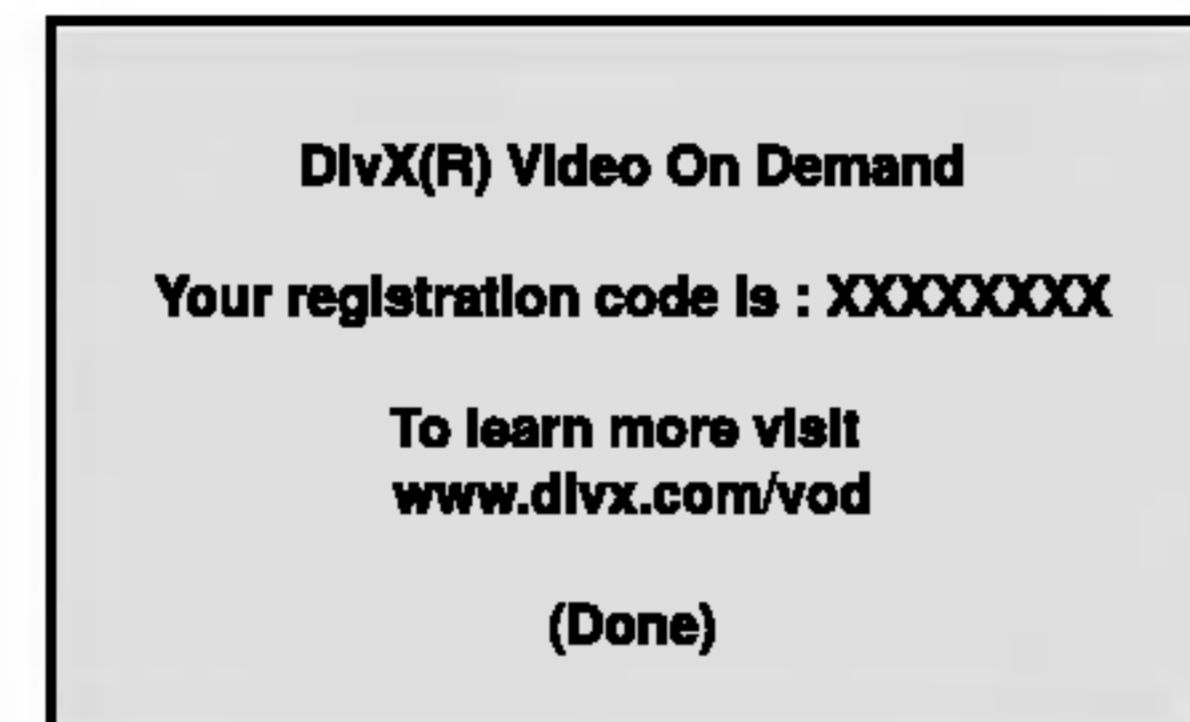 DivX(R) Video On Demand
Your registration code is : XXXXXXXX
To learn more visit
www.divx.com/vod
(Done)